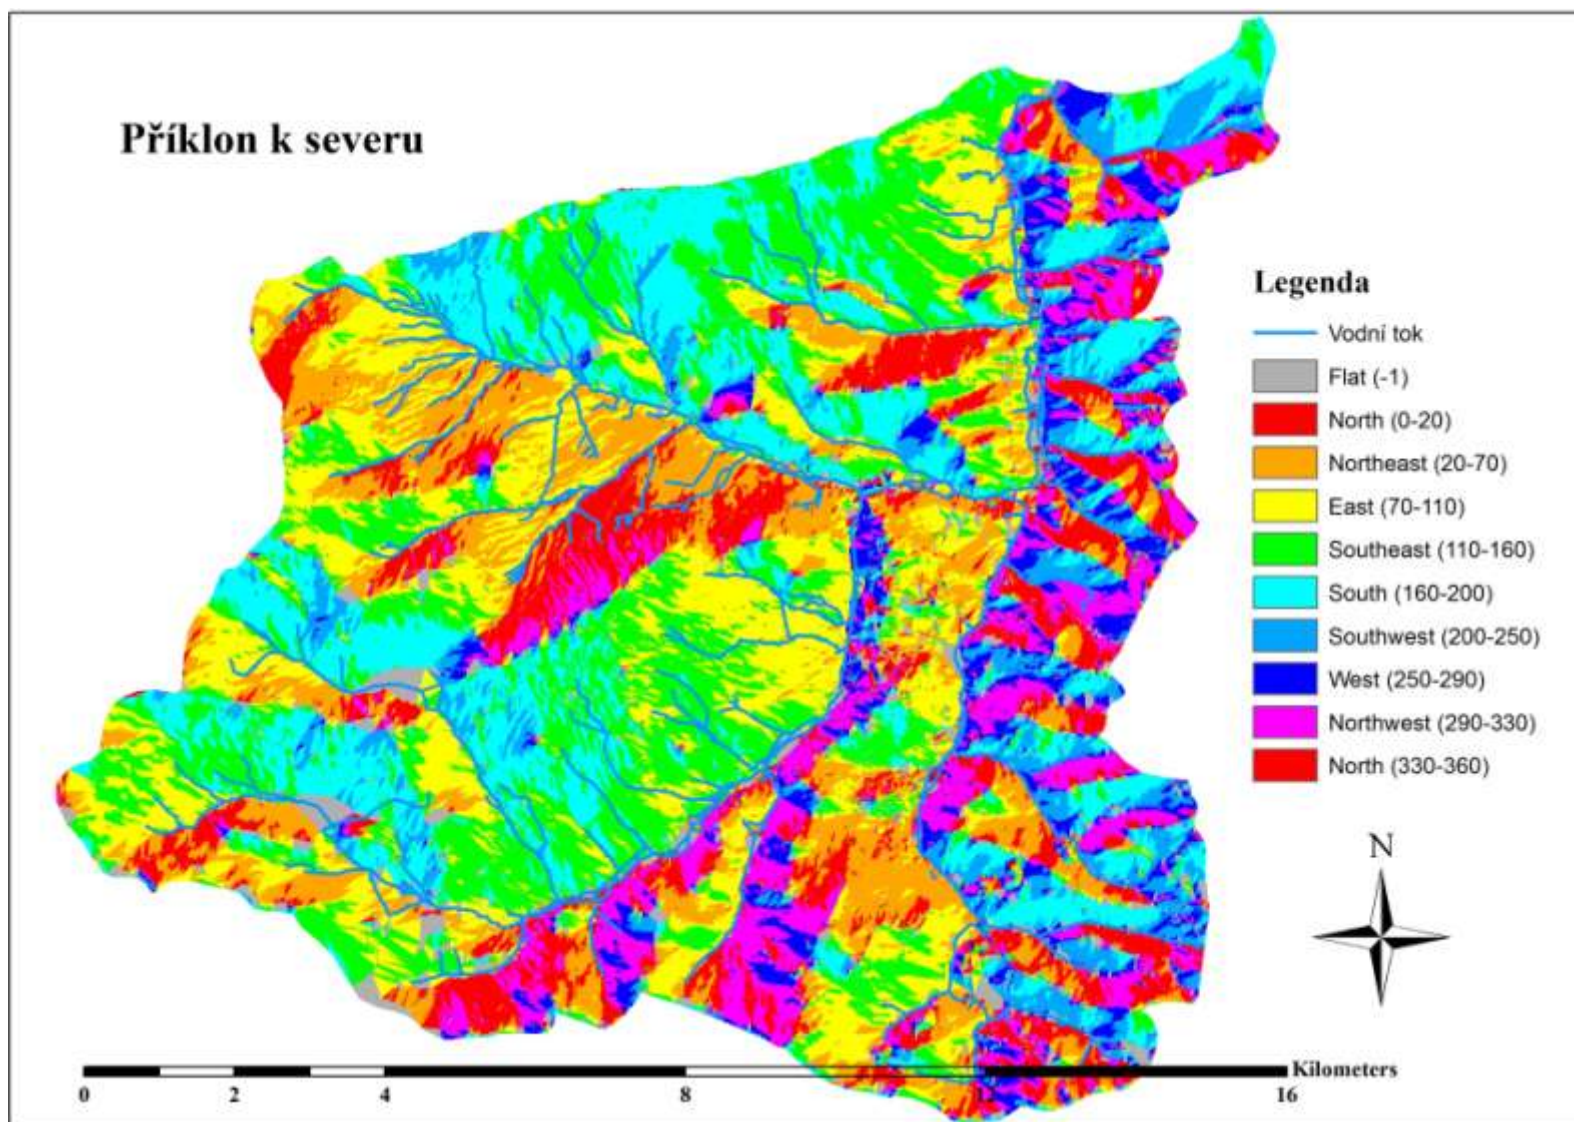 Příklon k severu
Legenda
Vodní tok
Flat (-1)
North (0-20)
Northeast (20-70)
East (70-110)
Southeast (110-160)
South (160-200)
Southwest (200-250)
West (250-290)
Northwest (290-330)
North (330-360)
N
Kilometers
0 2 4 8 12 16